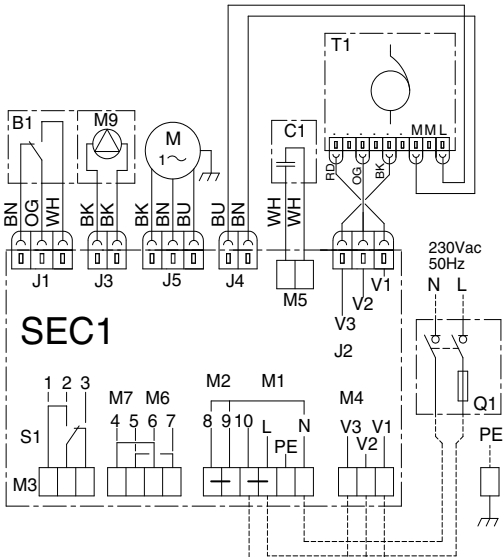 T1
B1
M9
M
1~
C1
M M L
RD
OG
BK
BN
OG
WH
BK
BK
BK
BN
BU
BU
BN
WH
WH
J1
J3
J5
J4
M5
V1
V2
V3
J2
230Vac
50Hz
N L
SEC1
Q1
1 2 3
S1
M3
M7 M6
4 5 6 7
M2 M1
8 9 10 L PE N
M4
V3 V2 V1
PE